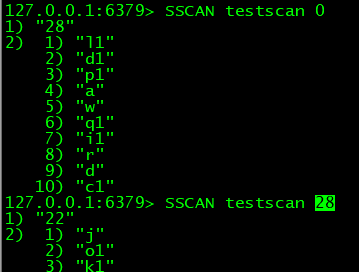 127.0.0.1:6379> SSCAN testscan 0
1) "28"
2) 1) "l1"
2) "d1"
3) "p1"
4) "a"
5) "w"
6) "q1"
7) "i1"
8) "r"
9) "d"
10) "c1"
127.0.0.1:6379> SSCAN testscan 28
1) "22"
2) 1) "j"
2) "o1"
3) "k1"